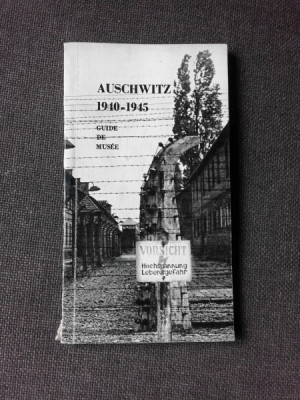 AUSCHWITZ
1940-1945
GUIDE
DE
MUSÉE
VORSICHT
Hochspannung
Lebensgefahr